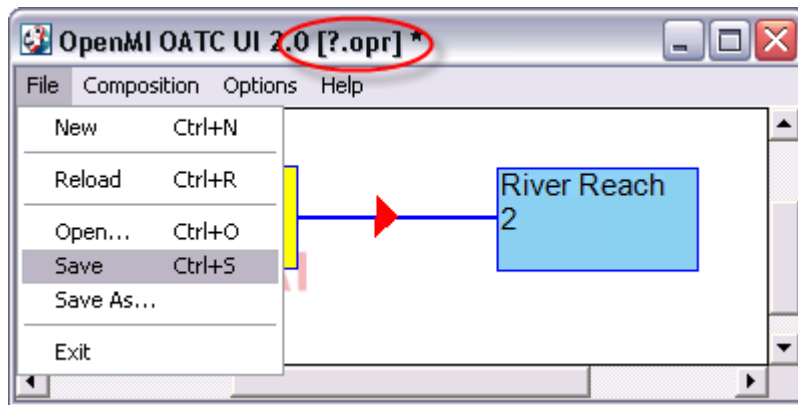 OpenMI OATC UI 2.0 [?.opr] *
File Composition Options Help
New Ctrl+N
Reload Ctrl+R
Open... Ctrl+O
Save Ctrl+S
Save As...
Exit
River Reach
2